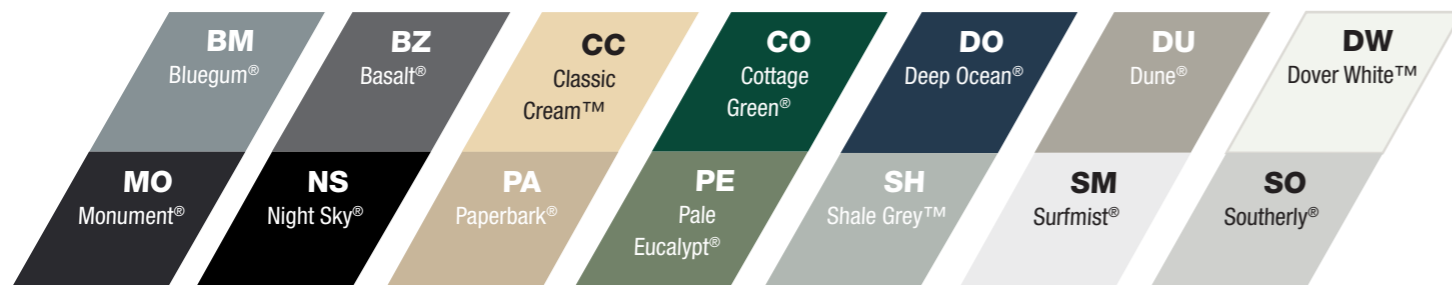 BM
Bluegum®
BZ
Basalt®
CC
Classic
Cream™
CO
Cottage
Green®
DO
Deep Ocean®
DU
Dune®
DW
Dover White™
MO
Monument®
NS
Night Sky®
PA
Paperbark®
PE
Pale
Eucalypt®
SH
Shale Grey™
SM
Surfmist®
SO
Southerly®